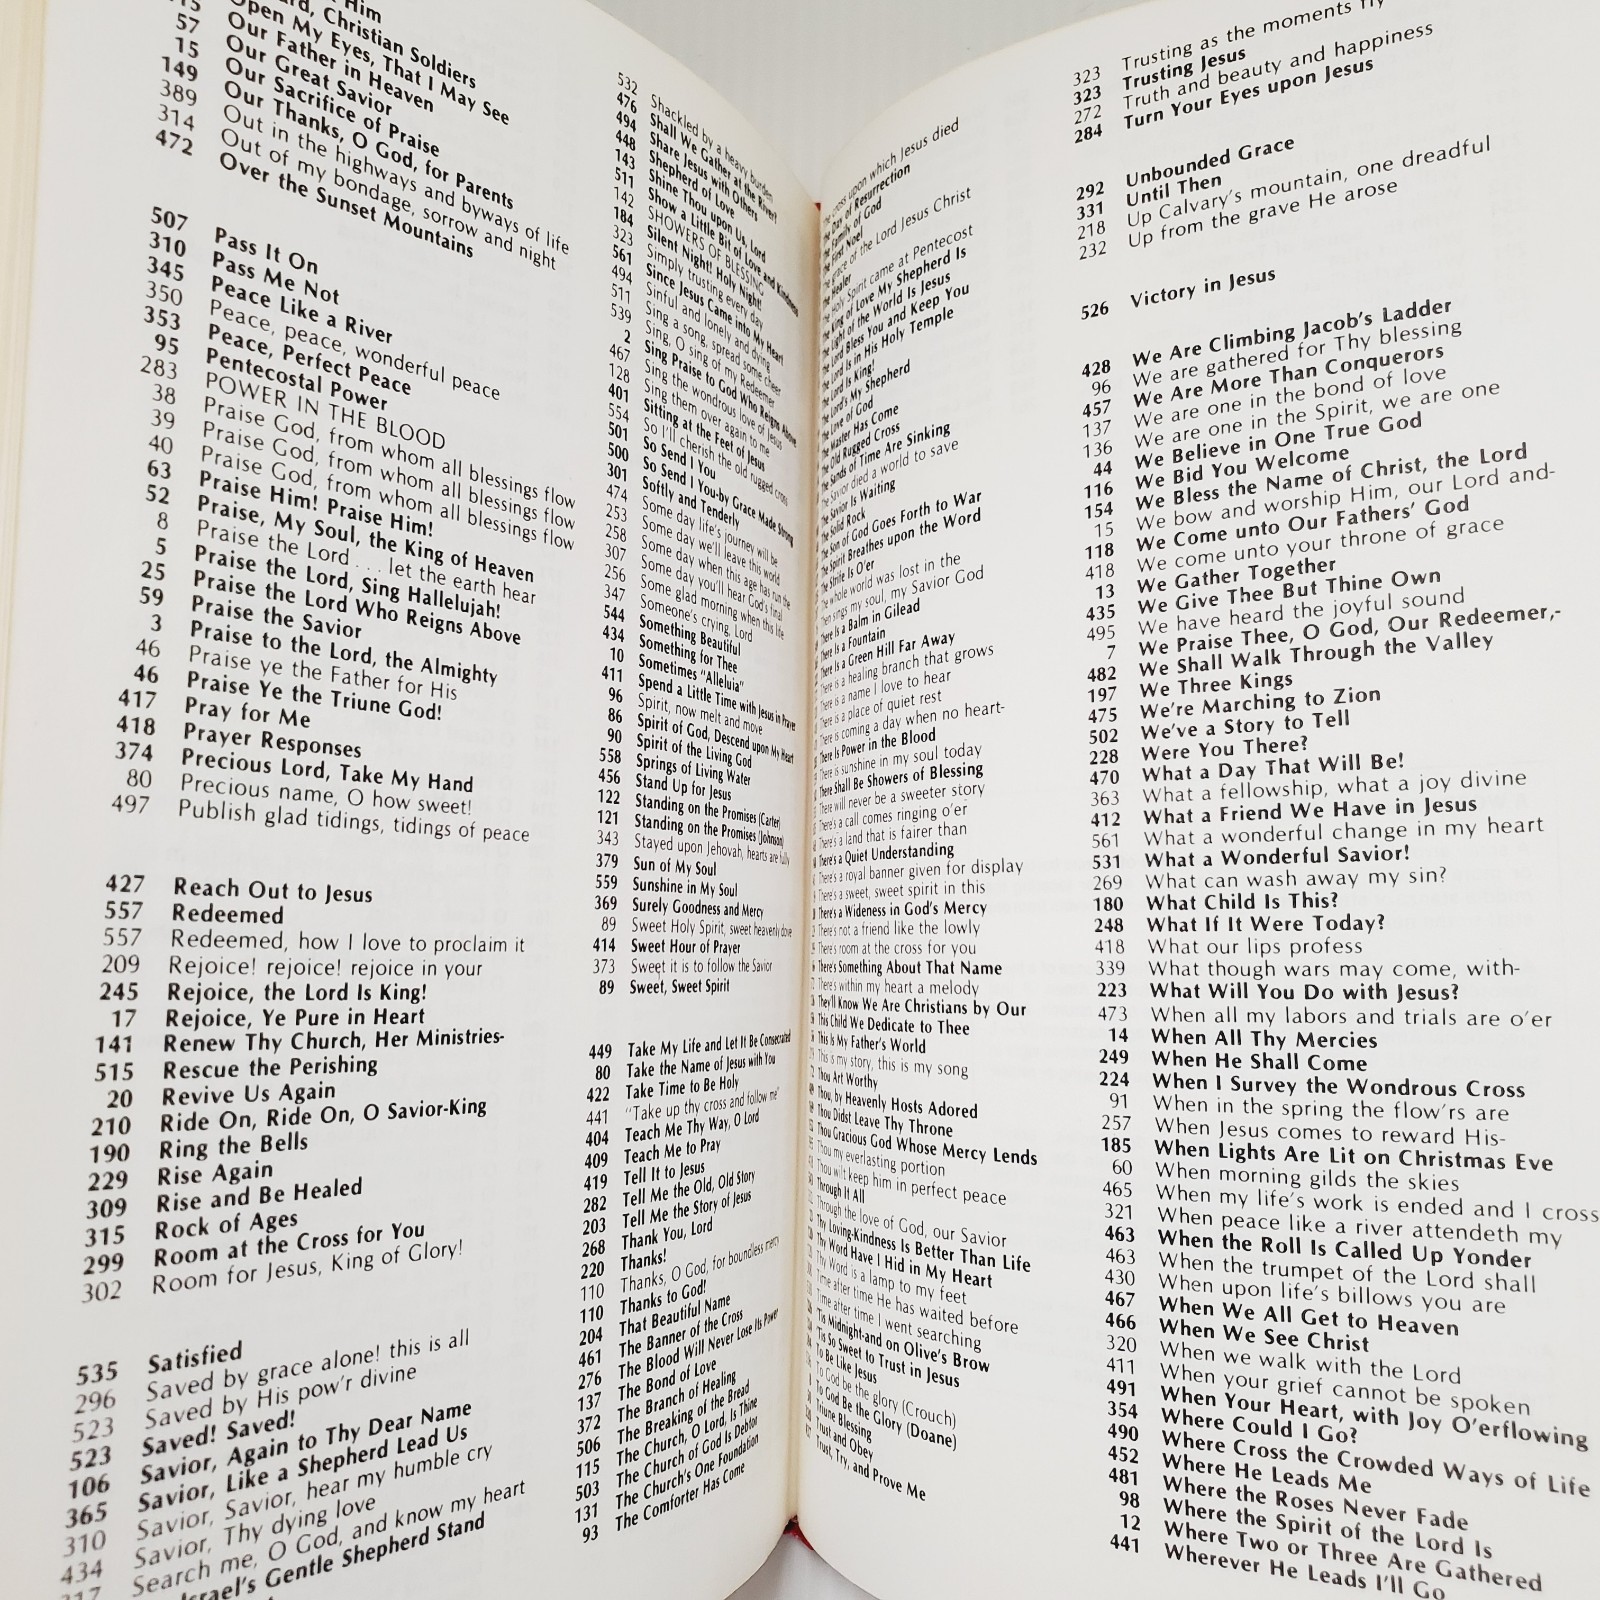 Him
Christian Soldiers
Open My Eyes, That I May See
57 Our Father in Heaven
15 Our Great Savior
149 Our Sacrifice of Praise
389 Our Thanks, O God, for Parents
314 Out in the highways and byways of life
472 Out of my bondage, sorrow and night
Over the Sunset Mountains
507 Pass It On
310 Pass Me Not
345 Peace Like a River
350 Peace, peace, wonderful peace
353 Peace, Perfect Peace
95 Pentecostal Power
283 POWER IN THE BLOOD
38 Praise God, from whom all blessings flow
39 Praise God, from whom all blessings flow
40 Praise God, from whom all blessings flow
63 Praise Him! Praise Him!
52 Praise, My Soul, the King of Heaven
8 Praise the Lord . . . let the earth hear
5 Praise the Lord, Sing Hallelujah!
25 Praise the Lord Who Reigns Above
59 Praise the Savior
3 Praise to the Lord, the Almighty
46 Praise ye the Father for His
46 Praise Ye the Triune God!
417 Pray for Me
418 Prayer Responses
374 Precious Lord, Take My Hand
80 Precious name, O how sweet!
497 Publish glad tidings, tidings of peace
427 Reach Out to Jesus
557 Redeemed
557 Redeemed, how I love to proclaim it
209 Rejoice! rejoice! rejoice in your
245 Rejoice, the Lord Is King!
17 Rejoice, Ye Pure in Heart
141 Renew Thy Church, Her Ministries-
515 Rescue the Perishing
20 Revive Us Again
210 Ride On, Ride On, O Savior-King
190 Ring the Bells
229 Rise Again
309 Rise and Be Healed
315 Rock of Ages
299 Room at the Cross for You
302 Room for Jesus, King of Glory!
535 Satisfied
296 Saved by grace alone! this is all
523 Saved by His pow'r divine
523 Saved! Saved!
106 Savior, Again to Thy Dear Name
365 Savior, Like a Shepherd Lead Us
310 Savior, Savior, hear my humble cry
434 Savior, Thy dying love
Search me, O God, and know my heart
Israel's Gentle Shepherd Stand
532 Shackled by a heavy burden
476 Shall We Gather at the River?
494 Share Jesus with Others
448 Shepherd of Love
143 Shine Thou upon Us, Lord
511 Show a Little Bit of Love and Kindness
142 SHOWERS OF BLESSING
184 Silent Night! Holy Night!
323 Simply trusting every day
561 Since Jesus Came into My Heart
494 Sinful and lonely and dying
511 Sing a song, spread some cheer
539 Sing, O sing of my Redeemer
2 Sing Praise to God Who Reigns Above
467 Sing the wondrous love of Jesus
128 Sing them over again to me
401 Sitting at the Feet of Jesus
554 So I'll cherish the old rugged cross
501 So Send I You
500 So Send I You-by Grace Made Strong
301 Softly and Tenderly
474 Some day life's journey will be
253 Some day we'll leave this world
258 Some day when this age has run the
307 Some day you'll hear God's final
256 Some glad morning when this life
347 Someone's crying, Lord
544 Something Beautiful
434 Something for Thee
10 Sometimes "Alleluia"
411 Spend a Little Time with Jesus in Prayer
96 Spirit, now melt and move
86 Spirit of God, Descend upon My Heart
90 Spirit of the Living God
558 Springs of Living Water
456 Stand Up for Jesus
122 Standing on the Promises (Carter)
121 Standing on the Promises (Johnson)
343 Stayed upon Jehovah, hearts are fully
379 Sun of My Soul
559 Sunshine in My Soul
369 Surely Goodness and Mercy
89 Sweet Holy Spirit, sweet heavenly dove
414 Sweet Hour of Prayer
373 Sweet it is to follow the Savior
89 Sweet, Sweet Spirit
449 Take My Life and Let It Be Consecrated
80 Take the Name of Jesus with You
422 Take Time to Be Holy
441 "Take up thy cross and follow me"
404 Teach Me Thy Way, O Lord
409 Teach Me to Pray
419 Tell It to Jesus
282 Tell Me the Old, Old Story
203 Tell Me the Story of Jesus
268 Thank You, Lord
220 Thanks!
110 Thanks, O God, for boundless mercy
110 Thanks to God!
204 That Beautiful Name
461 The Banner of the Cross
276 The Blood Will Never Lose Its Power
137 The Bond of Love
372 The Branch of Healing
506 The Breaking of the Bread
115 The Church, O Lord, Is Thine
503 The Church of God Is Debtor
131 The Church's One Foundation
93 The Comforter Has Come
cross upon which Jesus died
Day of Resurrection
Family of God
First Noel
grace of the Lord Jesus Christ
Healer
Holy Spirit came at Pentecost
King of Love My Shepherd Is
Light of the World Is Jesus
Lord Bless You and Keep You
Lord Is in His Holy Temple
Lord Is King!
Lord's My Shepherd
Love of God
Master Has Come
Old Rugged Cross
Sands of Time Are Sinking
Savior died a world to save
Savior Is Waiting
Solid Rock
Son of God Goes Forth to War
Spirit Breathes upon the Word
Strife Is O'er
whole world was lost in the
Then sings my soul, my Savior God
There Is a Balm in Gilead
There Is a Fountain
There Is a Green Hill Far Away
There is a healing branch that grows
There is a name I love to hear
There is a place of quiet rest
There is coming a day when no heart-
There Is Power in the Blood
There is sunshine in my soul today
There Shall Be Showers of Blessing
There will never be a sweeter story
There's a call comes ringing o'er
There's a land that is fairer than
There's a Quiet Understanding
There's a royal banner given for display
There's a sweet, sweet spirit in this
There's a Wideness in God's Mercy
There's not a friend like the lowly
There's room at the cross for you
There's Something About That Name
There's within my heart a melody
They'll Know We Are Christians by Our
This Child We Dedicate to Thee
This Is My Father's World
This is my story, this is my song
Thou Art Worthy
Thou, by Heavenly Hosts Adored
Thou Didst Leave Thy Throne
Thou Gracious God Whose Mercy Lends
Thou my everlasting portion
Thou wilt keep him in perfect peace
Through It All
Through the love of God, our Savior
Thy Loving-Kindness Is Better Than Life
Thy Word Have I Hid in My Heart
Thy Word is a lamp to my feet
Time after time He has waited before
Time after time I went searching
'Tis Midnight-and on Olive's Brow
'Tis So Sweet to Trust in Jesus
To Be Like Jesus
To God be the glory (Crouch)
To God Be the Glory (Doane)
Triune Blessing
Trust and Obey
Trust, Try, and Prove Me
323 Trusting as the moments fly
323 Trusting Jesus
272 Truth and beauty and happiness
284 Turn Your Eyes upon Jesus
292 Unbounded Grace
331 Until Then
218 Up Calvary's mountain, one dreadful
232 Up from the grave He arose
526 Victory in Jesus
428 We Are Climbing Jacob's Ladder
96 We are gathered for Thy blessing
457 We Are More Than Conquerors
137 We are one in the bond of love
136 We are one in the Spirit, we are one
44 We Believe in One True God
116 We Bid You Welcome
154 We Bless the Name of Christ, the Lord
15 We bow and worship Him, our Lord and-
118 We Come unto Our Fathers' God
418 We come unto your throne of grace
13 We Gather Together
435 We Give Thee But Thine Own
495 We have heard the joyful sound
7 We Praise Thee, O God, Our Redeemer,-
482 We Shall Walk Through the Valley
197 We Three Kings
475 We're Marching to Zion
502 We've a Story to Tell
228 Were You There?
470 What a Day That Will Be!
363 What a fellowship, what a joy divine
412 What a Friend We Have in Jesus
561 What a wonderful change in my heart
531 What a Wonderful Savior!
269 What can wash away my sin?
180 What Child Is This?
248 What If It Were Today?
418 What our lips profess
339 What though wars may come, with-
223 What Will You Do with Jesus?
473 When all my labors and trials are o'er
14 When All Thy Mercies
249 When He Shall Come
224 When I Survey the Wondrous Cross
91 When in the spring the flow'rs are
257 When Jesus comes to reward His-
185 When Lights Are Lit on Christmas Eve
60 When morning gilds the skies
465 When my life's work is ended and I cross
321 When peace like a river attendeth my
463 When the Roll Is Called Up Yonder
463 When the trumpet of the Lord shall
430 When upon life's billows you are
467 When We All Get to Heaven
466 When We See Christ
320 When we walk with the Lord
411 When your grief cannot be spoken
491 When Your Heart, with Joy O'erflowing
354 Where Could I Go?
490 Where Cross the Crowded Ways of Life
452 Where He Leads Me
481 Where the Roses Never Fade
98 Where the Spirit of the Lord Is
12 Where Two or Three Are Gathered
441 Wherever He Leads I'll Go